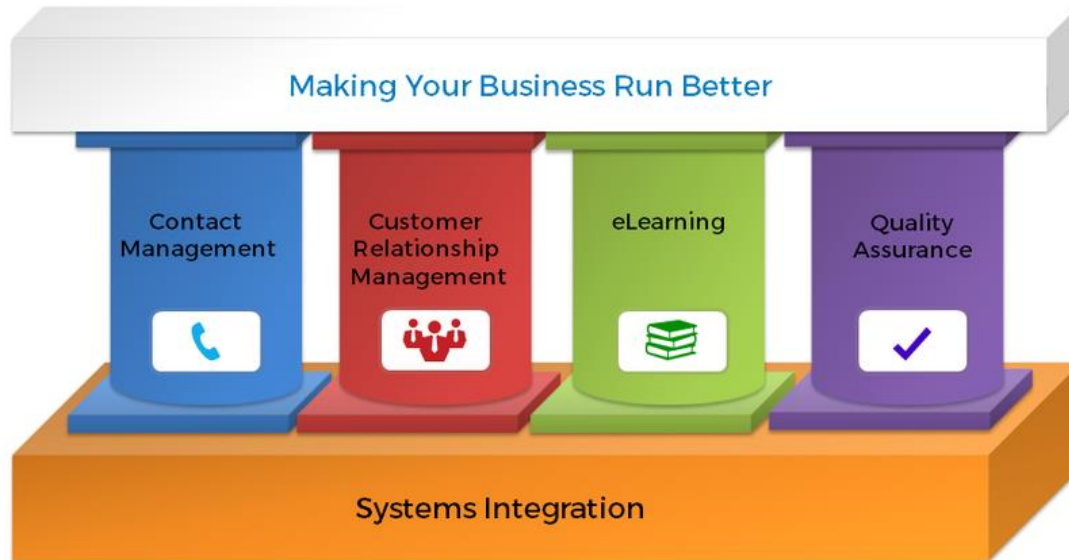 Making Your Business Run Better
Contact
Management
Customer
Relationship
Management
eLearning
Quality
Assurance
Systems Integration